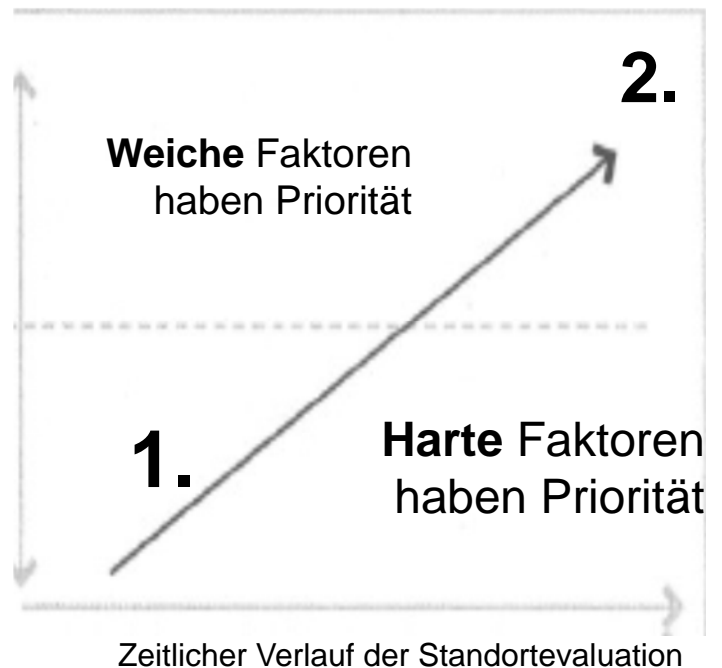 2.
Weiche Faktoren
haben Priorität
1.
Harte Faktoren
haben Priorität
Zeitlicher Verlauf der Standortevaluation